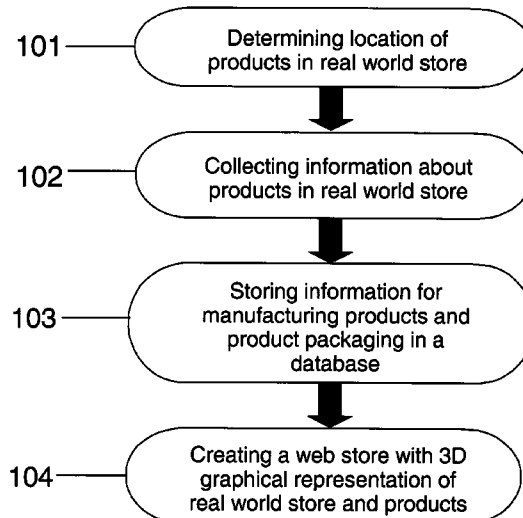 101
Determining location of
products in real world store
102
Collecting information about
products in real world store
103
Storing information for
manufacturing products and
product packaging in a
database
104
Creating a web store with 3D
graphical representation of
real world store and products